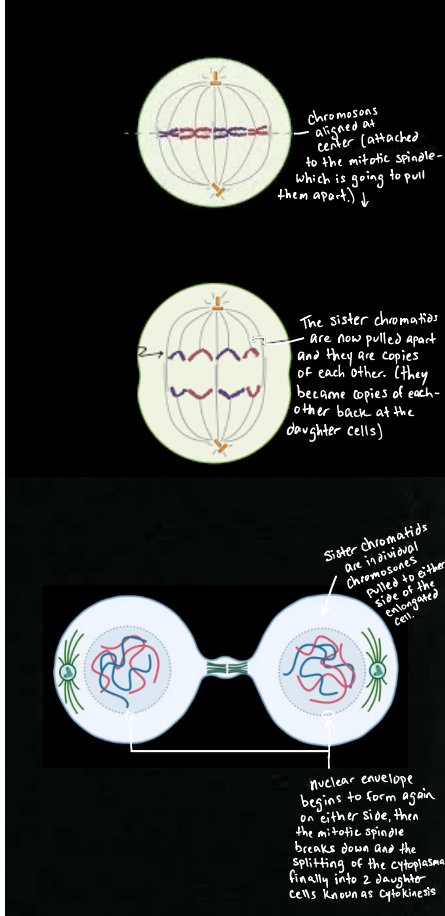 chromosons
aligned at
center (attached
to the mitotic spindle-
which is going to pull
them apart.) ↓
The sister chromatids
are now pulled apart
and they are copies
of each other. (they
became copies of each-
other back at the
daughter cells)
Sister chromatids
are individual
chromosones
pulled to either
side of the
enlongated
cell.
nuclear envelope
begins to form again
on either side, then
the mitotic spindle
breaks down and the
splitting of the cytoplasma
finally into 2 daughter
cells known as cytokinesis